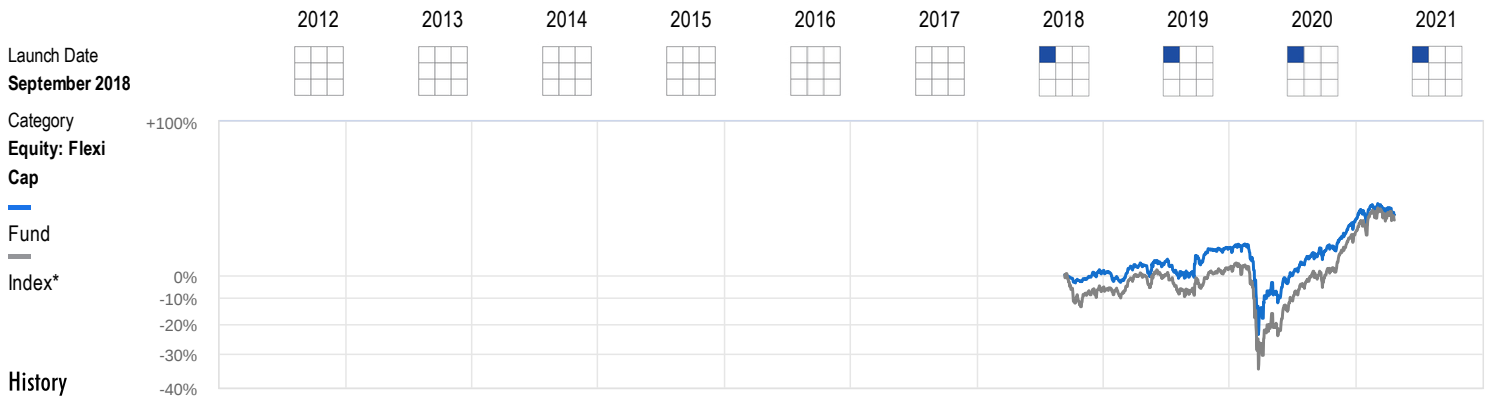 2012 2013 2014 2015 2016 2017 2018 2019 2020 2021
Launch Date
September 2018
Category
+100%
Equity: Flexi
Cap
Fund
0%
Index*
-10%
-20%
-30%
History
-40%